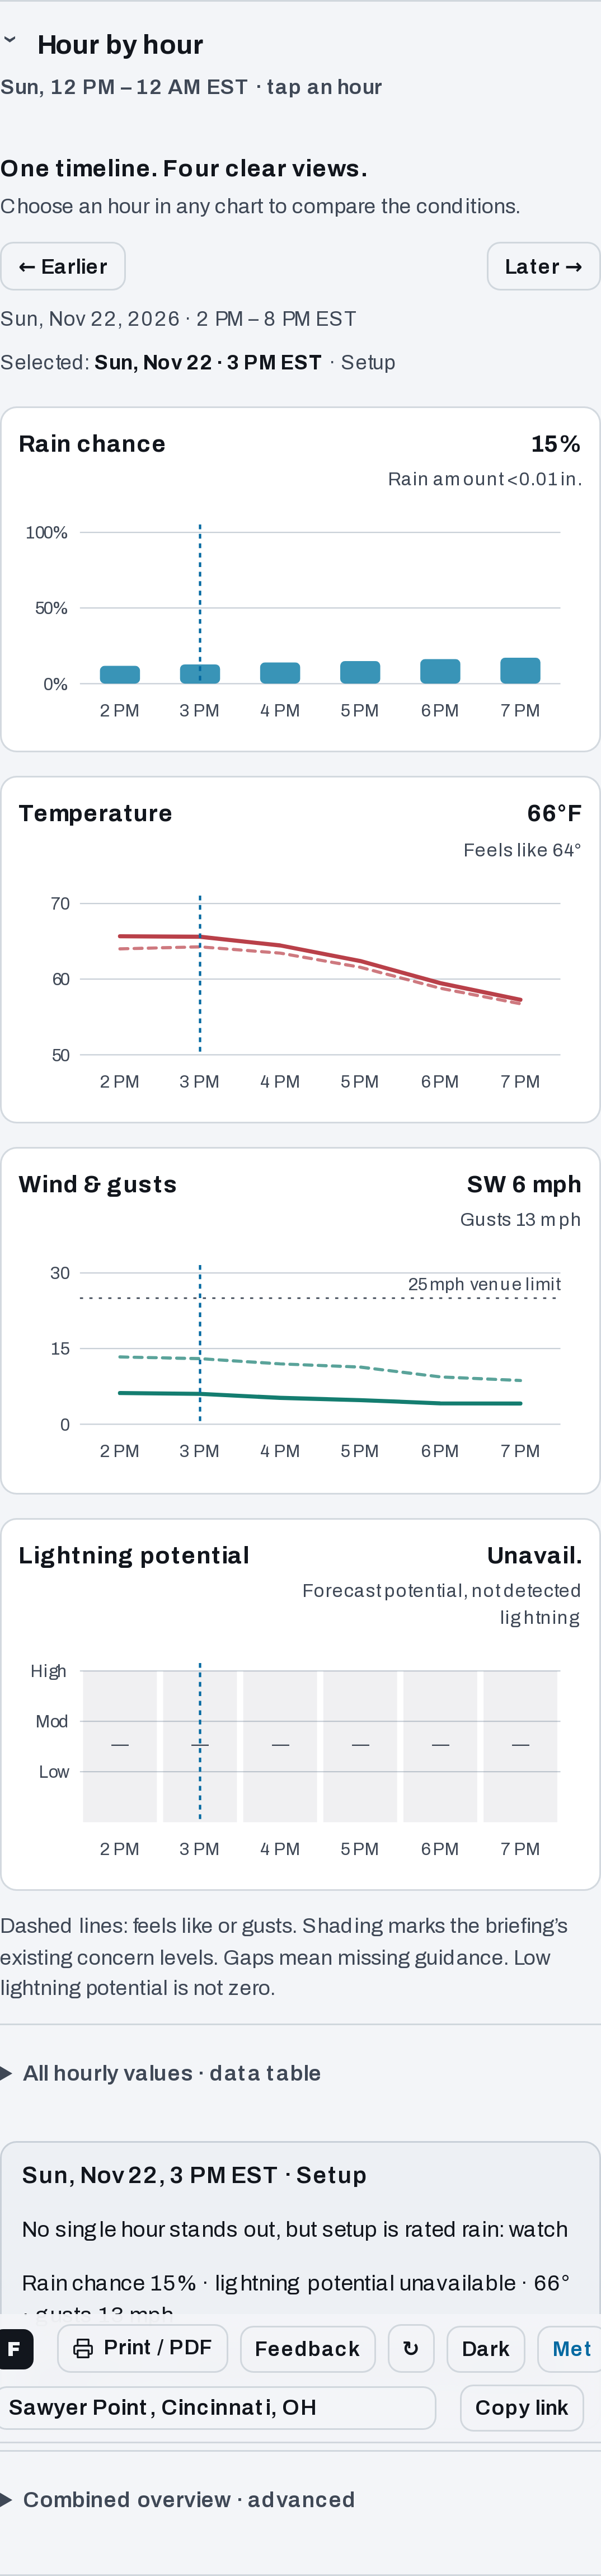 Hour by hour
Sun, 12 PM – 12 AM EST · tap an hour
One timeline. Four clear views.
Choose an hour in any chart to compare the conditions.
← Earlier
Later →
Sun, Nov 22, 2026 · 2 PM – 8 PM EST
Selected: Sun, Nov 22 · 3 PM EST · Setup
Rain chance
15%
Rain amount <0.01 in.
100%
50%
0%
2 PM 3 PM 4 PM 5 PM 6 PM 7 PM
Temperature
66°F
Feels like 64°
70
60
50
2 PM 3 PM 4 PM 5 PM 6 PM 7 PM
Wind & gusts
SW 6 mph
Gusts 13 mph
30
25 mph venue limit
15
0
2 PM 3 PM 4 PM 5 PM 6 PM 7 PM
Lightning potential
Unavail.
Forecast potential, not detected
lightning
High
Mod
— — — — — —
Low
2 PM 3 PM 4 PM 5 PM 6 PM 7 PM
Dashed lines: feels like or gusts. Shading marks the briefing’s
existing concern levels. Gaps mean missing guidance. Low
lightning potential is not zero.
▶ All hourly values · data table
Sun, Nov 22, 3 PM EST · Setup
No single hour stands out, but setup is rated rain: watch
Rain chance 15% · lightning potential unavailable · 66°
· gusts 13 mph
F
Print / PDF
Feedback
↻
Dark
Met
Sawyer Point, Cincinnati, OH
Copy link
▶ Combined overview · advanced